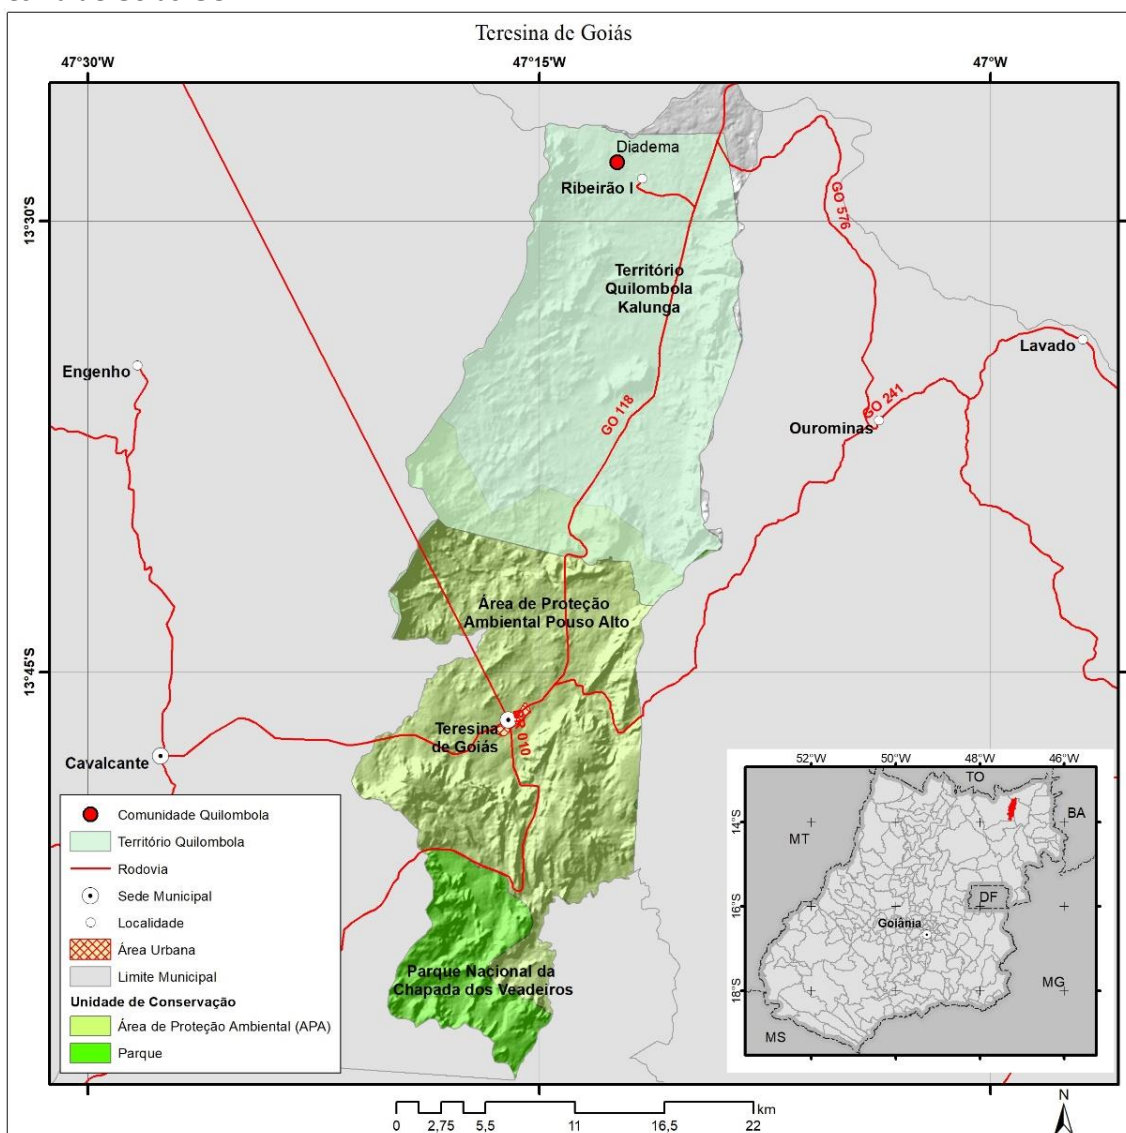 Teresina de Goiás
47°30'W
47°15'W
47°W
13°30'S
13°45'S
Diadema
Ribeirão I
Território
Quilombola
Kalunga
GO 576
GO 118
GO 241
Engenho
Lavado
Ourominas
Área de Proteção
Ambiental Pouso Alto
Teresina
de Goiás
010
Cavalcante
Parque Nacional da
Chapada dos Veadeiros
Comunidade Quilombola
Território Quilombola
Rodovia
Sede Municipal
Localidade
Área Urbana
Limite Municipal
Unidade de Conservação
Área de Proteção Ambiental (APA)
Parque
52°W
50°W
48°W
46°W
14°S
16°S
18°S
TO
BA
MT
DF
Goiânia
MG
MS
0
2,75
5,5
11
16,5
22
km
N